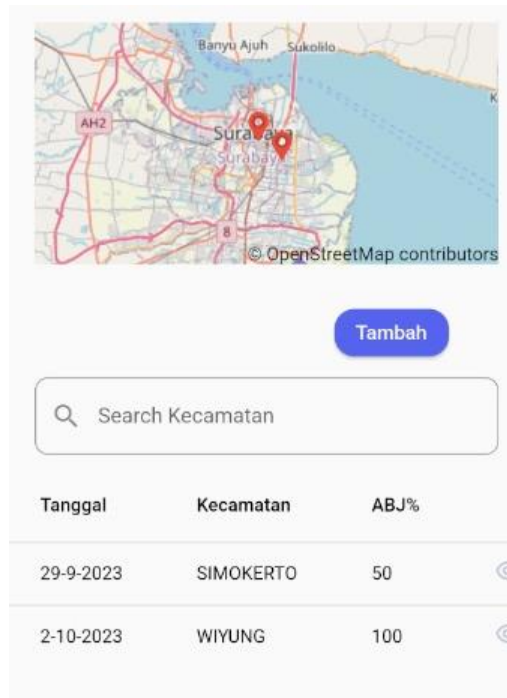 Banyu Ajuh Sukolilo
K
AH2
Surabaya
Surabay
8
© OpenStreetMap contributors
Tambah
Search Kecamatan
Tanggal Kecamatan ABJ%
29-9-2023 SIMOKERTO 50
2-10-2023 WIYUNG 100